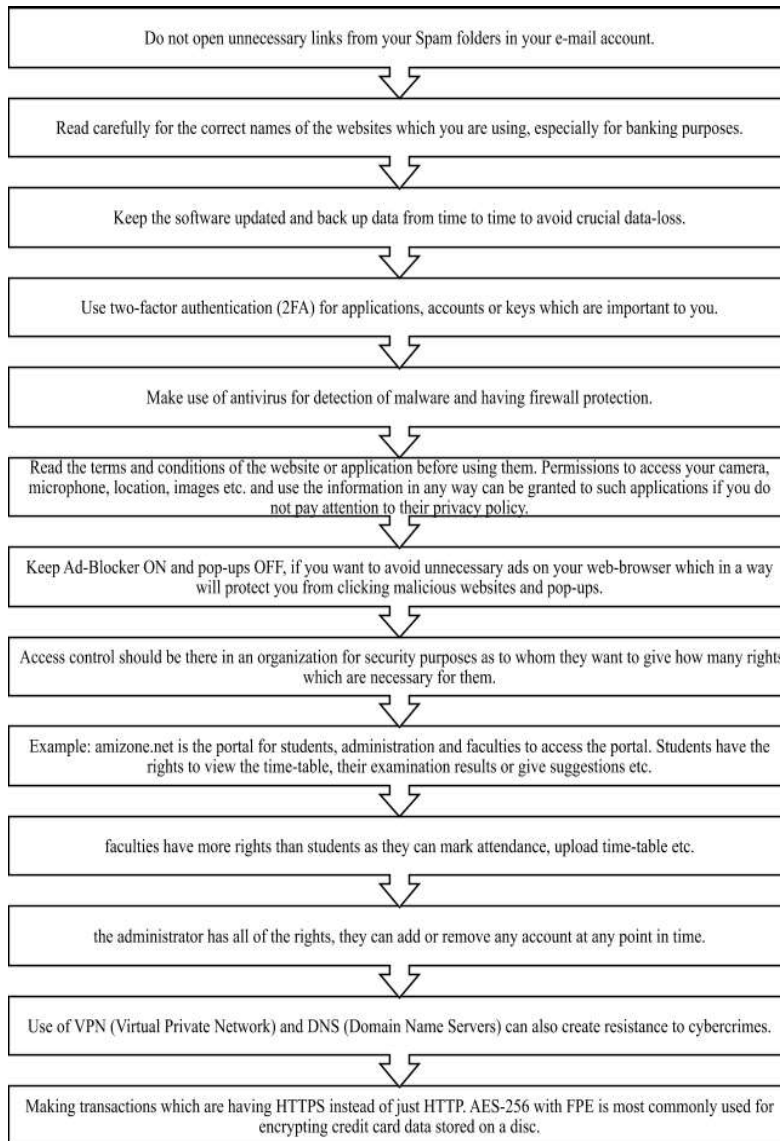 Do not open unnecessary links from your Spam folders in your e-mail account.
Read carefully for the correct names of the websites which you are using, especially for banking purposes.
Keep the software updated and back up data from time to time to avoid crucial data-loss.
Use two-factor authentication (2FA) for applications, accounts or keys which are important to you.
Make use of antivirus for detection of malware and having firewall protection.
Read the terms and conditions of the website or application before using them. Permissions to access your camera,
microphone, location, images etc. and use the information in any way can be granted to such applications if you do
not pay attention to their privacy policy.
Keep Ad-Blocker ON and pop-ups OFF, if you want to avoid unnecessary ads on your web-browser which in a way
will protect you from clicking malicious websites and pop-ups.
Access control should be there in an organization for security purposes as to whom they want to give how many rights
which are necessary for them.
Example: amizone.net is the portal for students, administration and faculties to access the portal. Students have the
rights to view the time-table, their examination results or give suggestions etc.
faculties have more rights than students as they can mark attendance, upload time-table etc.
the administrator has all of the rights, they can add or remove any account at any point in time.
Use of VPN (Virtual Private Network) and DNS (Domain Name Servers) can also create resistance to cybercrimes.
Making transactions which are having HTTPS instead of just HTTP. AES-256 with FPE is most commonly used for
encrypting credit card data stored on a disc.